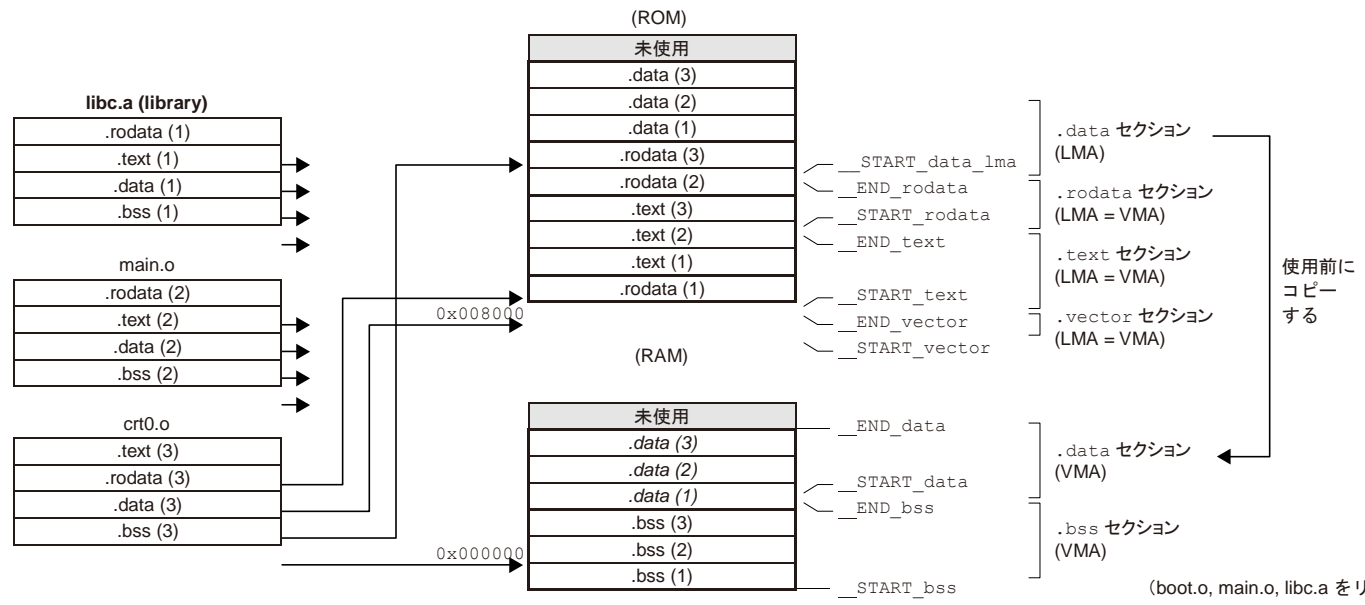 libc.a (library)
.rodata (1)
.text (1)
.data (1)
.bss (1)
main.o
.rodata (2)
.text (2)
.data (2)
.bss (2)
crt0.o
.text (3)
.rodata (3)
.data (3)
.bss (3)
(ROM)
未使用
.data (3)
.data (2)
.data (1)
.rodata (3)
.rodata (2)
.text (3)
.text (2)
.text (1)
.rodata (1)
0x008000
(RAM)
未使用
.data (3)
.data (2)
.data (1)
.bss (3)
.bss (2)
.bss (1)
0x000000
__START_data_lma
__END_rodata
__START_rodata
__END_text
__START_text
__END_vector
__START_vector
__END_data
__START_data
__END_bss
__START_bss
.data セクション
(LMA)
.rodata セクション
(LMA = VMA)
.text セクション
(LMA = VMA)
.vector セクション
(LMA = VMA)
.data セクション
(VMA)
.bss セクション
(VMA)
使用前に
コピー
する
(boot.o, main.o, libc.a をリ